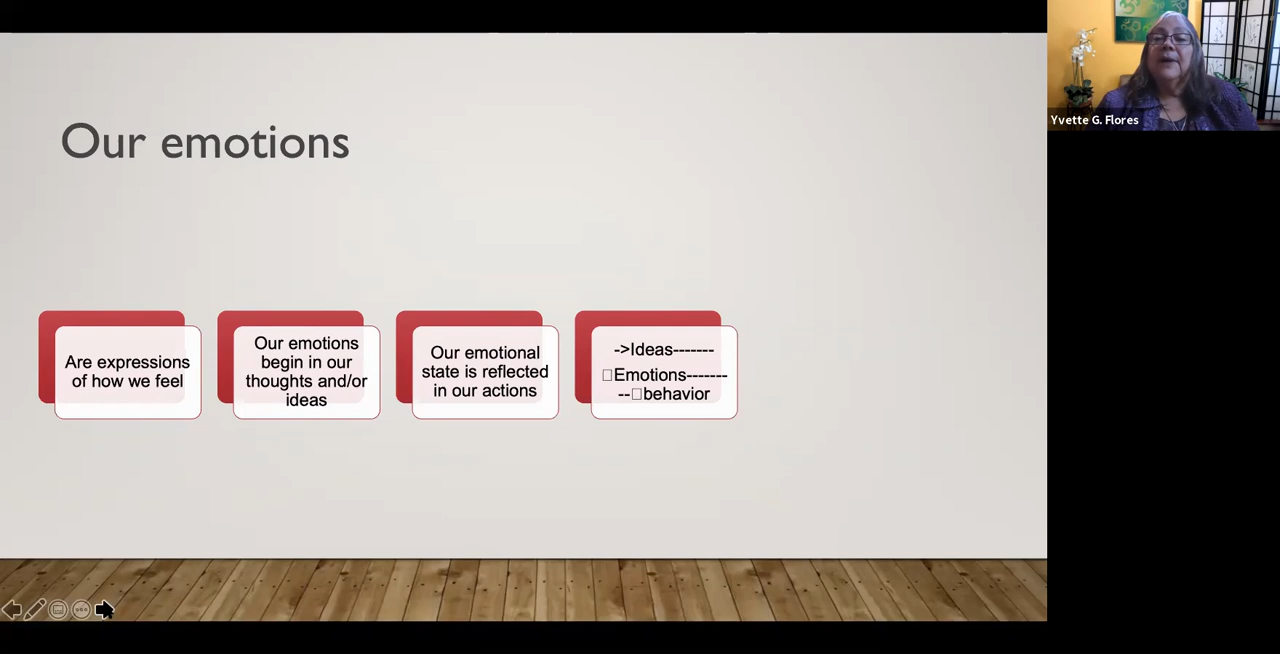 Our emotions
Are expressions
of how we feel
Our emotions
begin in our
thoughts and/or
ideas
Our emotional
state is reflected
in our actions
->Ideas-------
□Emotions-------
--□behavior
Yvette G. Flores